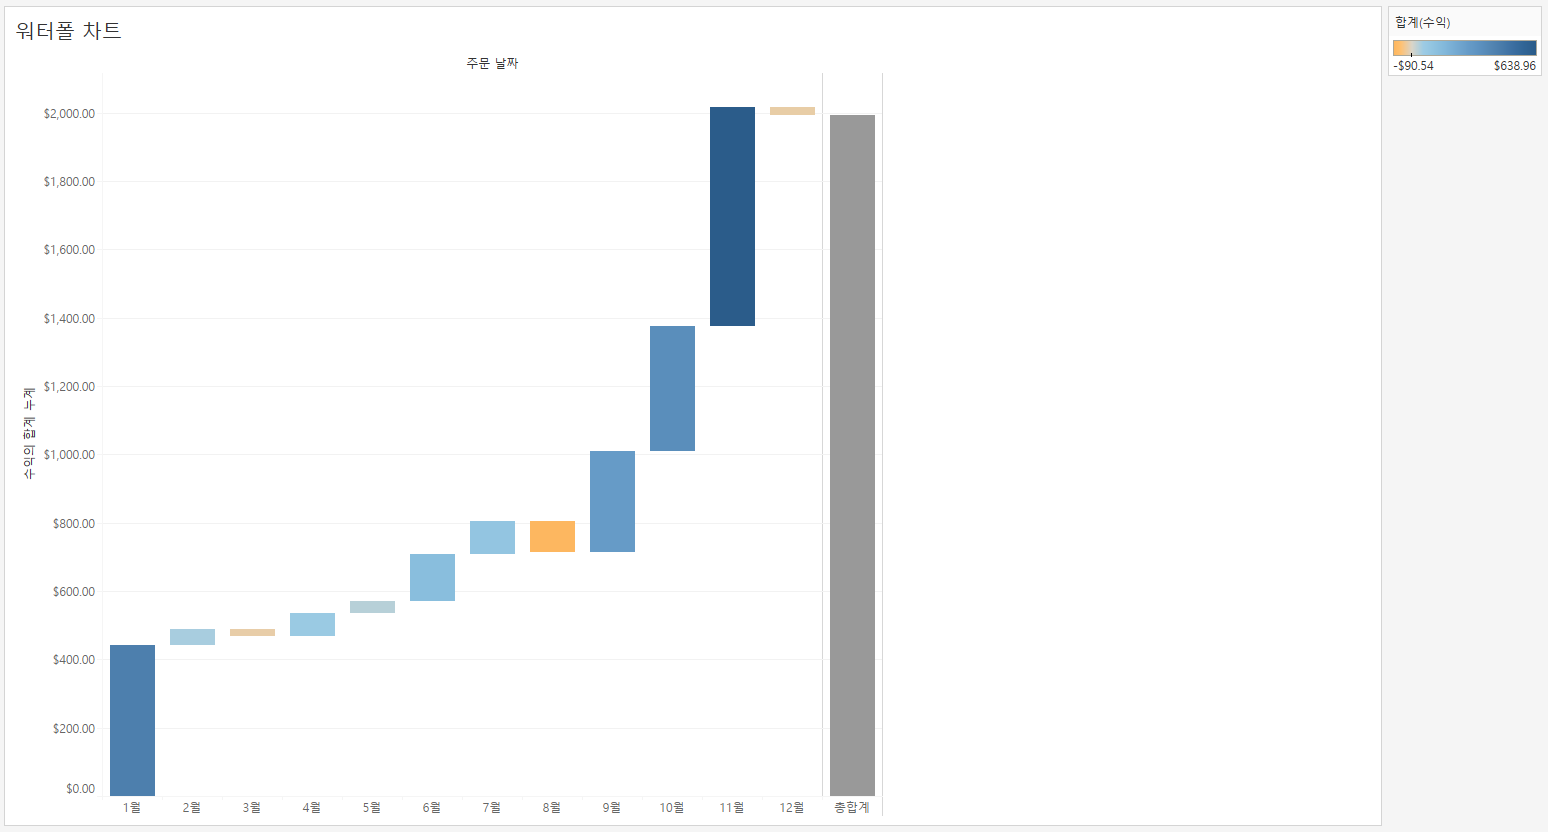 워터폴 차트
주문 날짜
수익의 합계 누계
$2,000.00
$1,800.00
$1,600.00
$1,400.00
$1,200.00
$1,000.00
$800.00
$600.00
$400.00
$200.00
$0.00
1월 2월 3월 4월 5월 6월 7월 8월 9월 10월 11월 12월 총합계
합계(수익)
-$90.54 $638.96